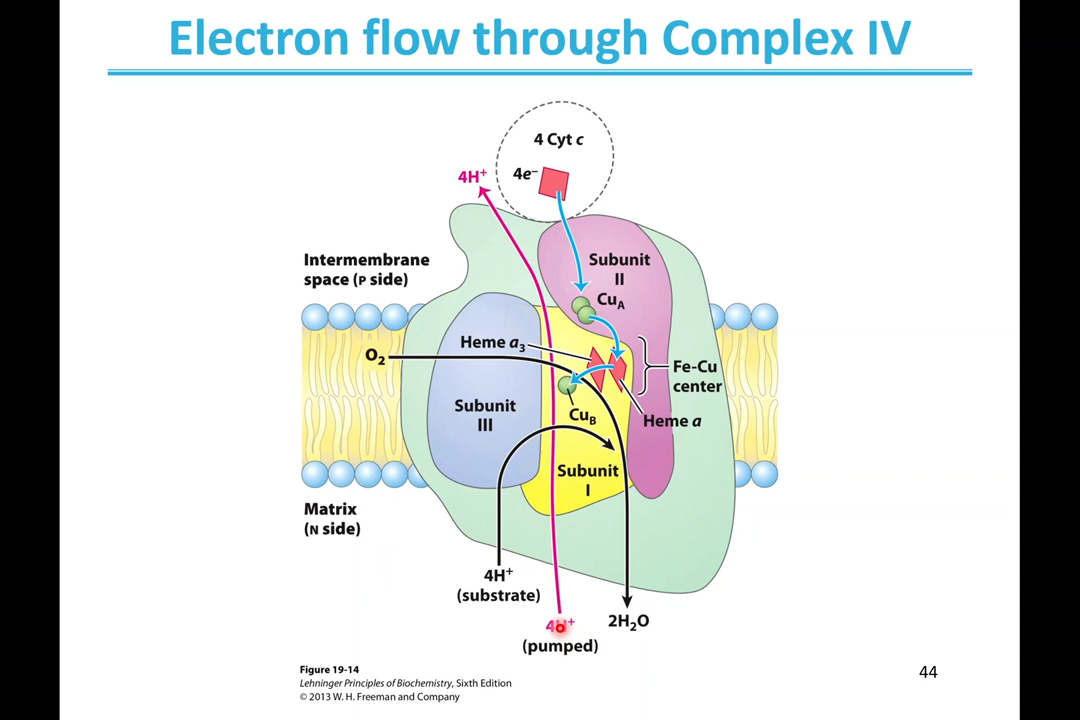 Electron flow through Complex IV
4 Cyt c
4H⁺
4e⁻
Intermembrane
space (P side)
Subunit
II
CuA
Heme a₃
O₂
Fe-Cu
center
Subunit
III
CuB
Heme a
Subunit
I
Matrix
(N side)
4H⁺
(substrate)
4H⁺
(pumped)
2H₂O
Figure 19-14
Lehninger Principles of Biochemistry, Sixth Edition
© 2013 W. H. Freeman and Company
44